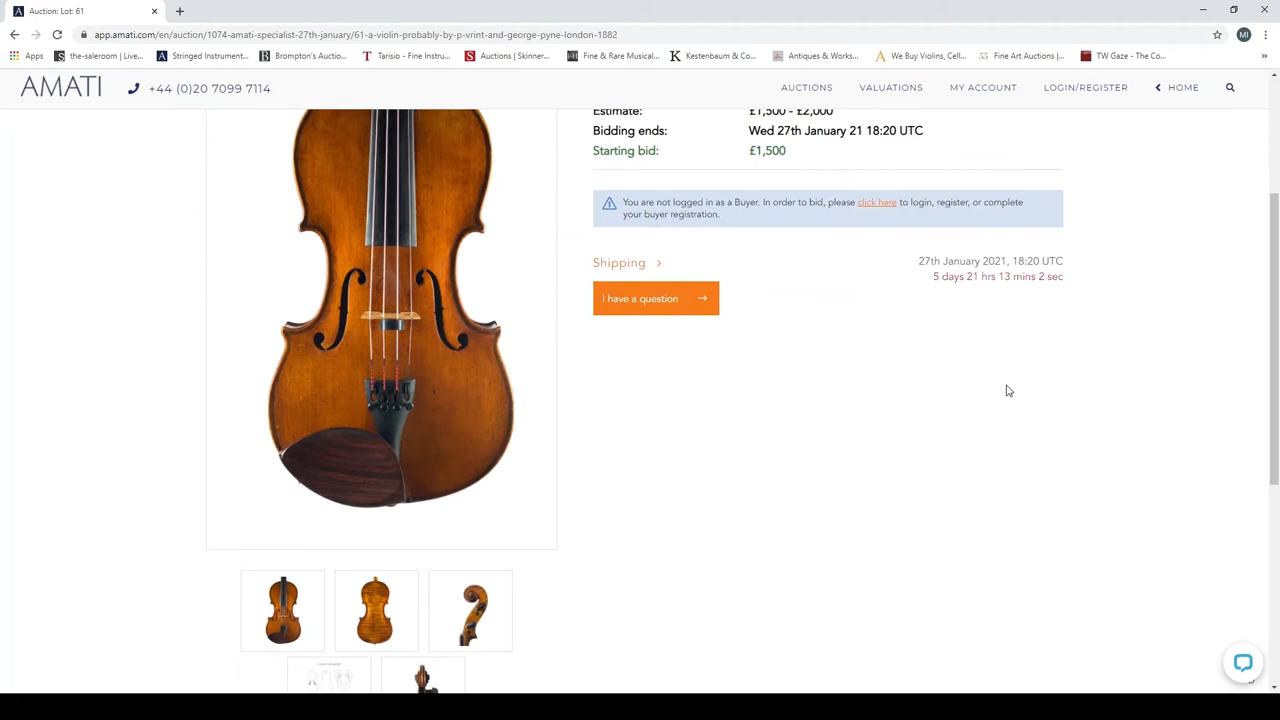 Auction: Lot: 61
app.amati.com/en/auction/1074-amati-specialist-27th-january/61-a-violin-probably-by-p-vrint-and-george-pyne-london-1882
MI
Apps
the-saleroom | Live...
Stringed Instrument...
Brompton's Auctio...
Tarisio - Fine Instru...
Auctions | Skinner...
Fine & Rare Musical...
Kestenbaum & Co...
Antiques & Works...
We Buy Violins, Cell...
Fine Art Auctions |...
TW Gaze - The Co...
AMATI
+44 (0)20 7099 7114
AUCTIONS
VALUATIONS
MY ACCOUNT
LOGIN/REGISTER
HOME
Estimate: £1,500 - £2,000
Bidding ends: Wed 27th January 21 18:20 UTC
Starting bid: £1,500
You are not logged in as a Buyer. In order to bid, please click here to login, register, or complete
your buyer registration.
Shipping
27th January 2021, 18:20 UTC
5 days 21 hrs 13 mins 2 sec
I have a question